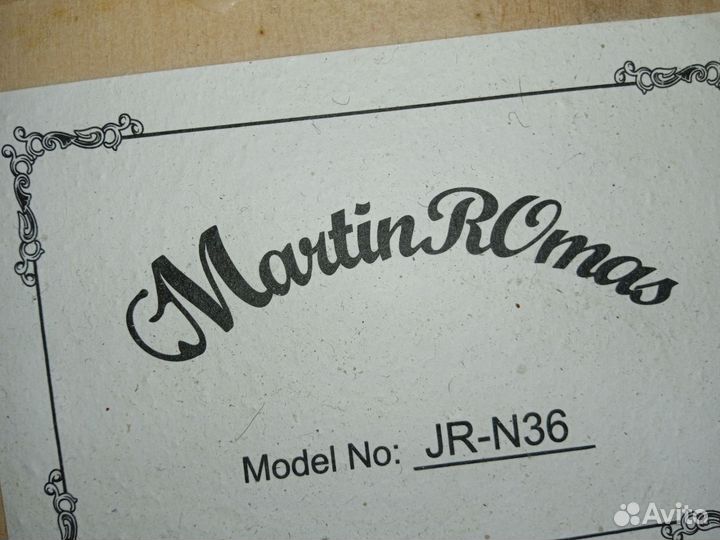 MartinROmas
Model No: JR-N36
Avito